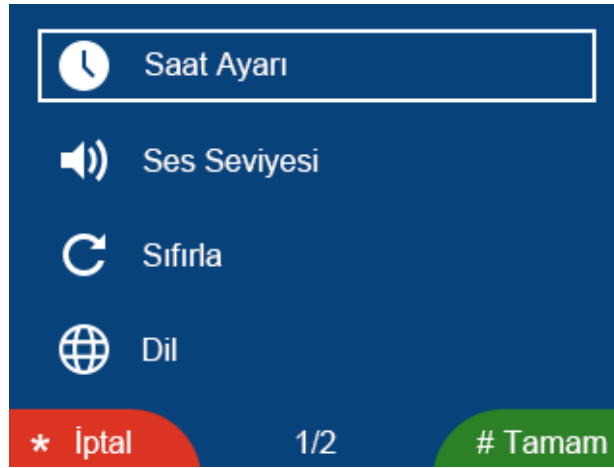 Saat Ayarı
Ses Seviyesi
Sıfırla
Dil
* İptal 1/2 # Tamam